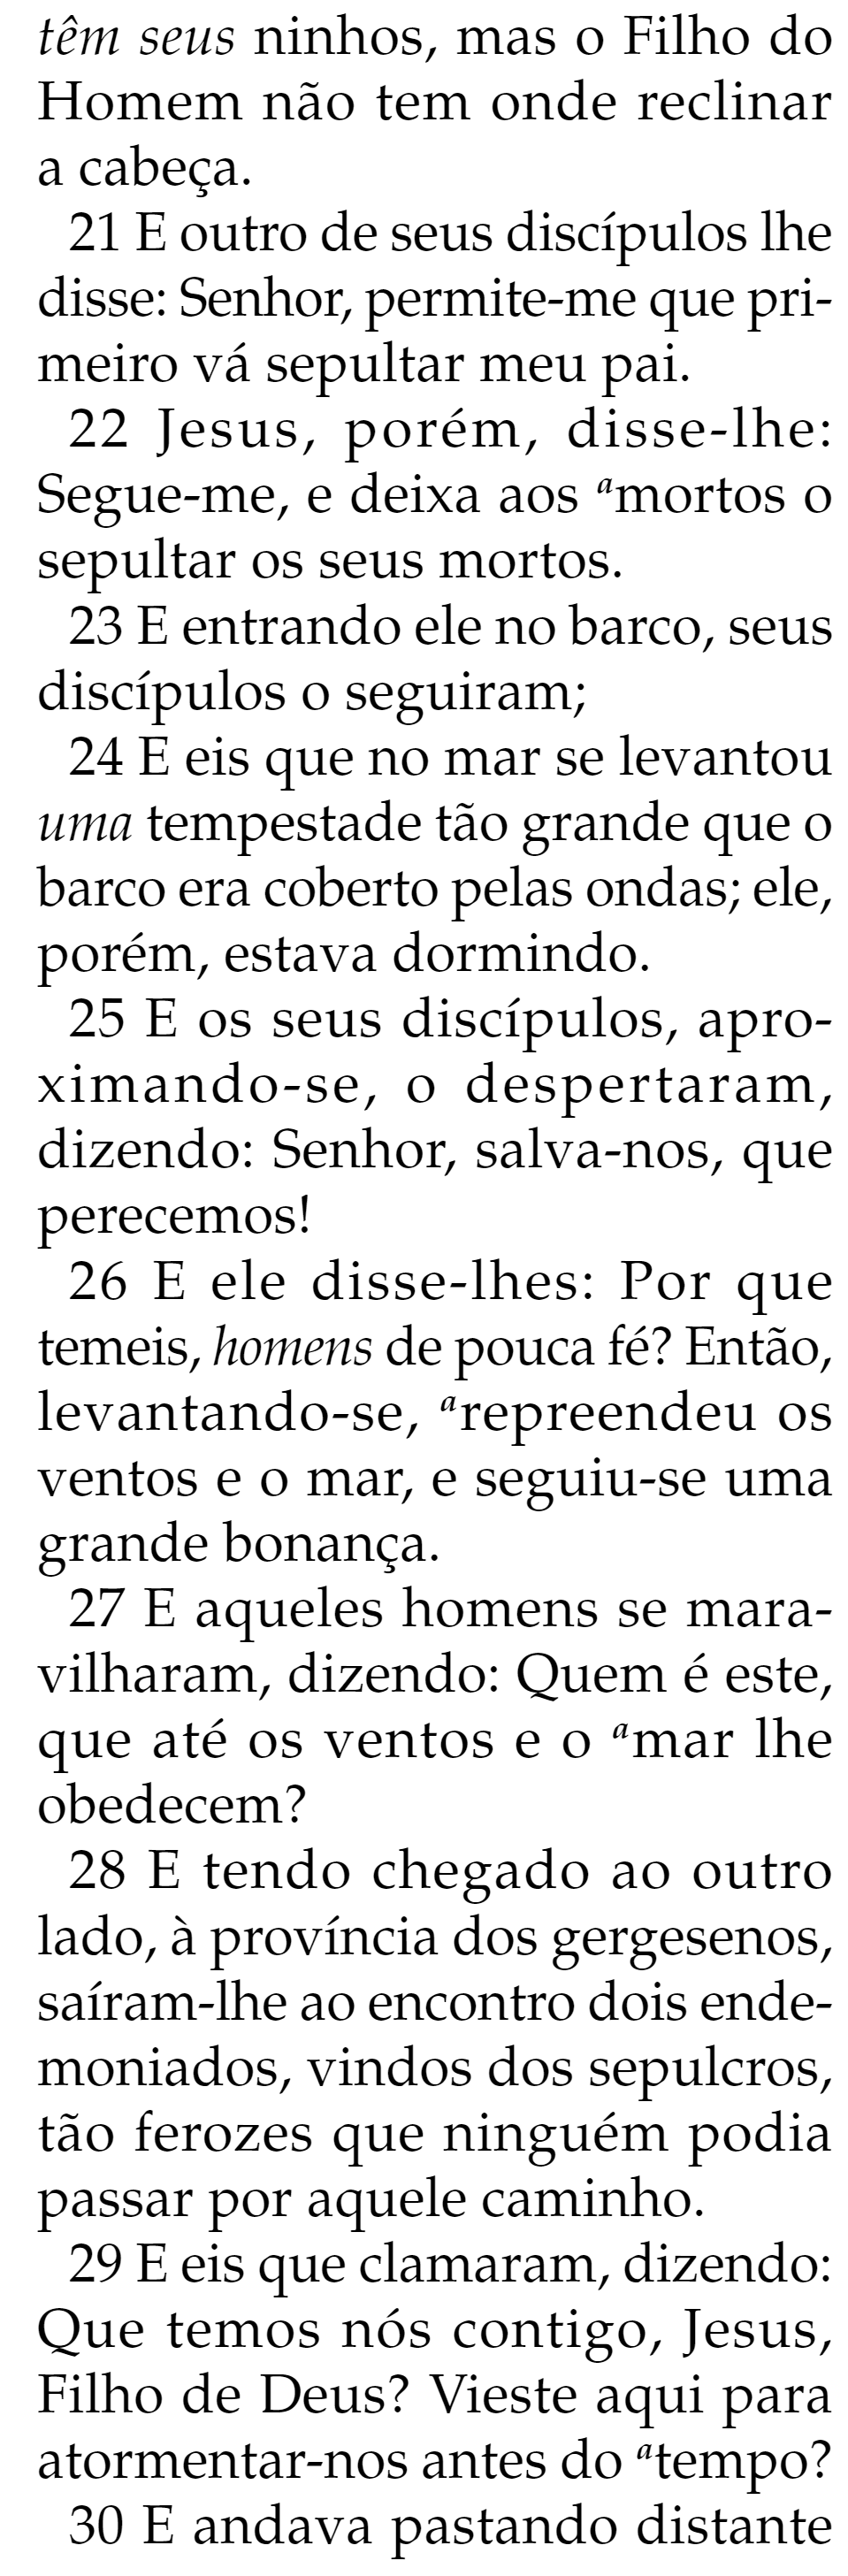 têm seus ninhos, mas o Filho do
Homem não tem onde reclinar
a cabeça.
21 E outro de seus discípulos lhe
disse: Senhor, permite-me que pri-
meiro vá sepultar meu pai.
22 Jesus, porém, disse-lhe:
Segue-me, e deixa aos ᵃmortos o
sepultar os seus mortos.
23 E entrando ele no barco, seus
discípulos o seguiram;
24 E eis que no mar se levantou
uma tempestade tão grande que o
barco era coberto pelas ondas; ele,
porém, estava dormindo.
25 E os seus discípulos, apro-
ximando-se, o despertaram,
dizendo: Senhor, salva-nos, que
perecemos!
26 E ele disse-lhes: Por que
temeis, homens de pouca fé? Então,
levantando-se, ᵃrepreendeu os
ventos e o mar, e seguiu-se uma
grande bonança.
27 E aqueles homens se mara-
vilharam, dizendo: Quem é este,
que até os ventos e o ᵃmar lhe
obedecem?
28 E tendo chegado ao outro
lado, à província dos gergesenos,
saíram-lhe ao encontro dois ende-
moniados, vindos dos sepulcros,
tão ferozes que ninguém podia
passar por aquele caminho.
29 E eis que clamaram, dizendo:
Que temos nós contigo, Jesus,
Filho de Deus? Vieste aqui para
atormentar-nos antes do ᵃtempo?
30 E andava pastando distante